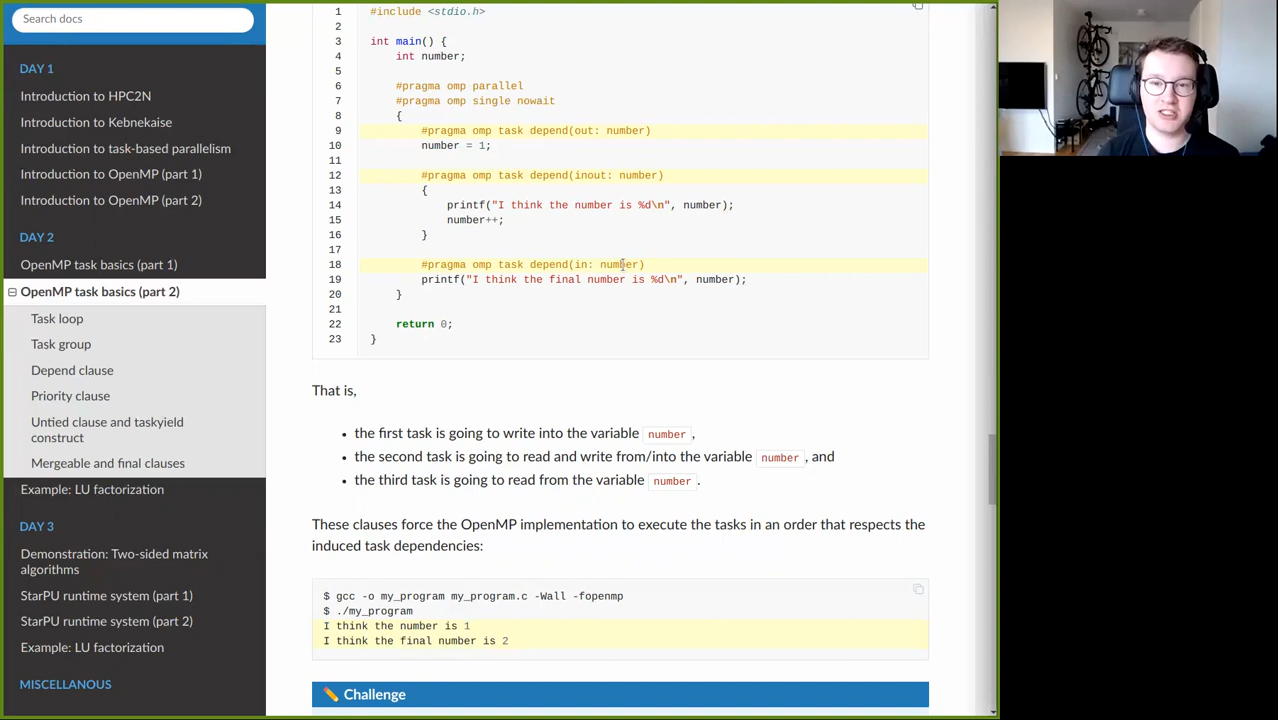 Search docs
DAY 1
Introduction to HPC2N
Introduction to Kebnekaise
Introduction to task-based parallelism
Introduction to OpenMP (part 1)
Introduction to OpenMP (part 2)
DAY 2
OpenMP task basics (part 1)
OpenMP task basics (part 2)
Task loop
Task group
Depend clause
Priority clause
Untied clause and taskyield
construct
Mergeable and final clauses
Example: LU factorization
DAY 3
Demonstration: Two-sided matrix
algorithms
StarPU runtime system (part 1)
StarPU runtime system (part 2)
Example: LU factorization
MISCELLANOUS
1 #include <stdio.h>
2
3 int main() {
4 int number;
5
6 #pragma omp parallel
7 #pragma omp single nowait
8 {
9 #pragma omp task depend(out: number)
10 number = 1;
11
12 #pragma omp task depend(inout: number)
13 {
14 printf("I think the number is %d\n", number);
15 number++;
16 }
17
18 #pragma omp task depend(in: number)
19 printf("I think the final number is %d\n", number);
20 }
21
22 return 0;
23 }
That is,
• the first task is going to write into the variable number,
• the second task is going to read and write from/into the variable number, and
• the third task is going to read from the variable number.
These clauses force the OpenMP implementation to execute the tasks in an order that respects the
induced task dependencies:
$ gcc -o my_program my_program.c -Wall -fopenmp
$ ./my_program
I think the number is 1
I think the final number is 2
✏️ Challenge